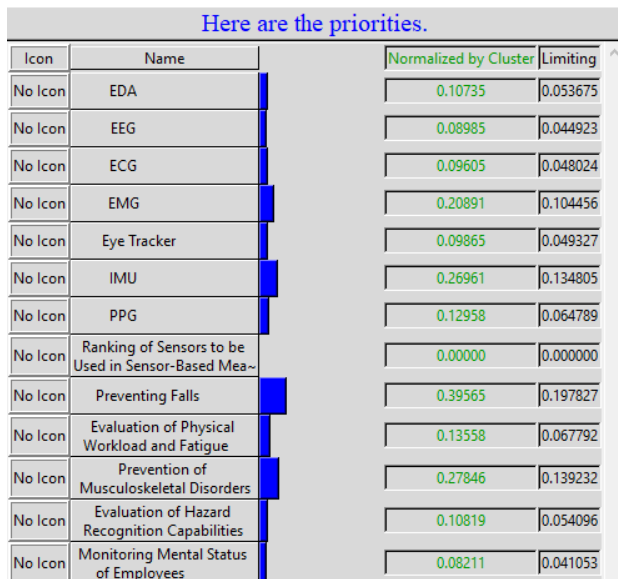 Here are the priorities.
Icon Name Normalized by Cluster Limiting
No Icon EDA 0.10735 0.053675
No Icon EEG 0.08985 0.044923
No Icon ECG 0.09605 0.048024
No Icon EMG 0.20891 0.104456
No Icon Eye Tracker 0.09865 0.049327
No Icon IMU 0.26961 0.134805
No Icon PPG 0.12958 0.064789
No Icon Ranking of Sensors to be
Used in Sensor-Based Mea~ 0.00000 0.000000
No Icon Preventing Falls 0.39565 0.197827
No Icon Evaluation of Physical
Workload and Fatigue 0.13558 0.067792
No Icon Prevention of
Musculoskeletal Disorders 0.27846 0.139232
No Icon Evaluation of Hazard
Recognition Capabilities 0.10819 0.054096
No Icon Monitoring Mental Status
of Employees 0.08211 0.041053